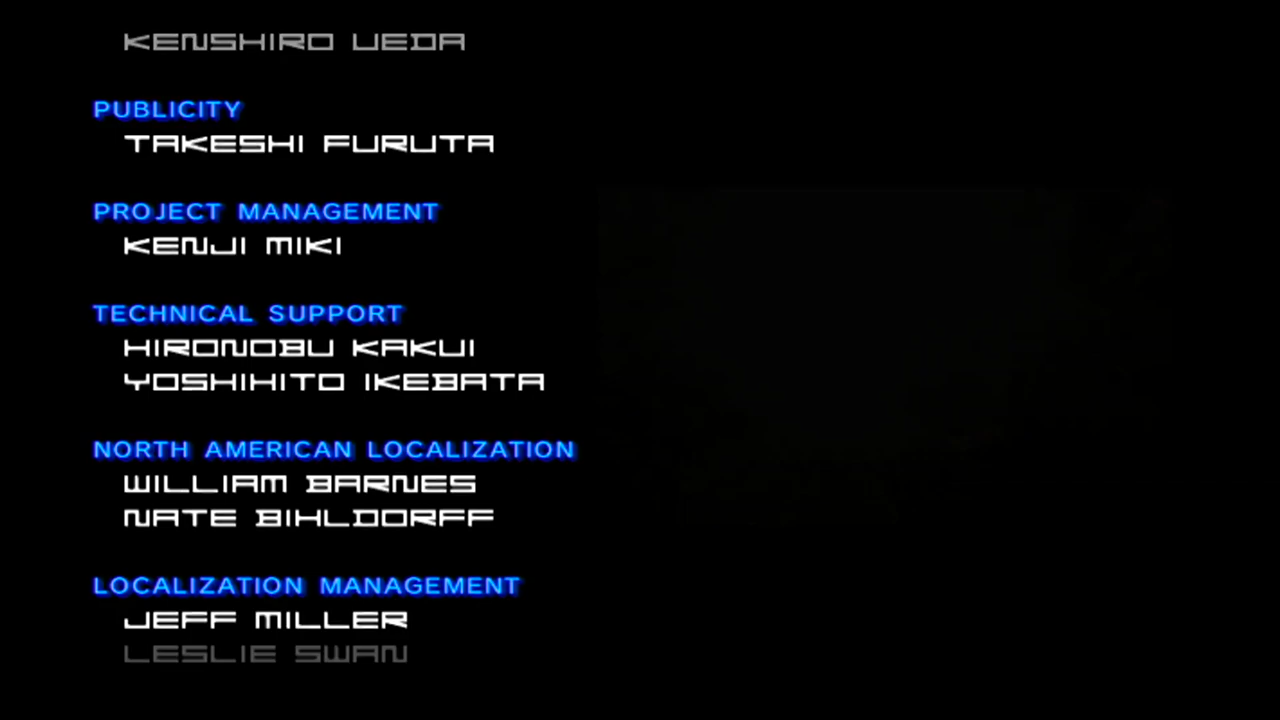 KENSHIRO UEDA
PUBLICITY
TAKESHI FURUTA
PROJECT MANAGEMENT
KENJI MIKI
TECHNICAL SUPPORT
HIRONOBU KAKUI
YOSHIHITO IKEBATA
NORTH AMERICAN LOCALIZATION
WILLIAM BARNES
NATE BIHLDORFF
LOCALIZATION MANAGEMENT
JEFF MILLER
LESLIE SWAN